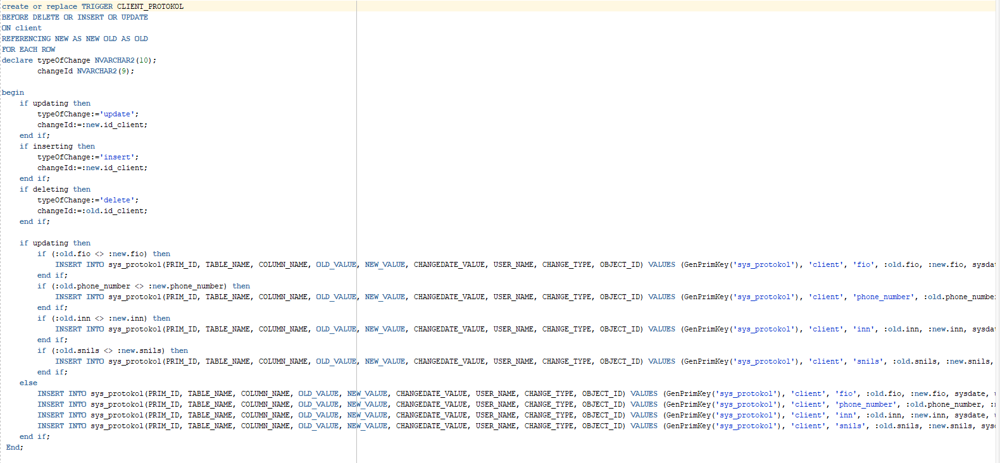 create or replace TRIGGER CLIENT_PROTOKOL
BEFORE DELETE OR INSERT OR UPDATE
ON client
REFERENCING NEW AS NEW OLD AS OLD
FOR EACH ROW
declare typeOfChange NVARCHAR2(10);
        changeId NVARCHAR2(9);
begin
    if updating then
        typeOfChange:='update';
        changeId:=:new.id_client;
    end if;
    if inserting then
        typeOfChange:='insert';
        changeId:=:new.id_client;
    end if;
    if deleting then
        typeOfChange:='delete';
        changeId:=:old.id_client;
    end if;
    if updating then
        if (:old.fio <> :new.fio) then
            INSERT INTO sys_protokol(PRIM_ID, TABLE_NAME, COLUMN_NAME, OLD_VALUE, NEW_VALUE, CHANGEDATE_VALUE, USER_NAME, CHANGE_TYPE, OBJECT_ID) VALUES (GenPrimKey('sys_protokol'), 'client', 'fio', :old.fio, :new.fio, sysda
        end if;
        if (:old.phone_number <> :new.phone_number) then
            INSERT INTO sys_protokol(PRIM_ID, TABLE_NAME, COLUMN_NAME, OLD_VALUE, NEW_VALUE, CHANGEDATE_VALUE, USER_NAME, CHANGE_TYPE, OBJECT_ID) VALUES (GenPrimKey('sys_protokol'), 'client', 'phone_number', :old.phone_numbe
        end if;
        if (:old.inn <> :new.inn) then
            INSERT INTO sys_protokol(PRIM_ID, TABLE_NAME, COLUMN_NAME, OLD_VALUE, NEW_VALUE, CHANGEDATE_VALUE, USER_NAME, CHANGE_TYPE, OBJECT_ID) VALUES (GenPrimKey('sys_protokol'), 'client', 'inn', :old.inn, :new.inn, sysda
        end if;
        if (:old.snils <> :new.snils) then
            INSERT INTO sys_protokol(PRIM_ID, TABLE_NAME, COLUMN_NAME, OLD_VALUE, NEW_VALUE, CHANGEDATE_VALUE, USER_NAME, CHANGE_TYPE, OBJECT_ID) VALUES (GenPrimKey('sys_protokol'), 'client', 'snils', :old.snils, :new.snils,
        end if;
    else
        INSERT INTO sys_protokol(PRIM_ID, TABLE_NAME, COLUMN_NAME, OLD_VALUE, NEW_VALUE, CHANGEDATE_VALUE, USER_NAME, CHANGE_TYPE, OBJECT_ID) VALUES (GenPrimKey('sys_protokol'), 'client', 'fio', :old.fio, :new.fio, sysdate,
        INSERT INTO sys_protokol(PRIM_ID, TABLE_NAME, COLUMN_NAME, OLD_VALUE, NEW_VALUE, CHANGEDATE_VALUE, USER_NAME, CHANGE_TYPE, OBJECT_ID) VALUES (GenPrimKey('sys_protokol'), 'client', 'phone_number', :old.phone_number,
        INSERT INTO sys_protokol(PRIM_ID, TABLE_NAME, COLUMN_NAME, OLD_VALUE, NEW_VALUE, CHANGEDATE_VALUE, USER_NAME, CHANGE_TYPE, OBJECT_ID) VALUES (GenPrimKey('sys_protokol'), 'client', 'inn', :old.inn, :new.inn, sysdate,
        INSERT INTO sys_protokol(PRIM_ID, TABLE_NAME, COLUMN_NAME, OLD_VALUE, NEW_VALUE, CHANGEDATE_VALUE, USER_NAME, CHANGE_TYPE, OBJECT_ID) VALUES (GenPrimKey('sys_protokol'), 'client', 'snils', :old.snils, :new.snils, sys
    end if;
 End;